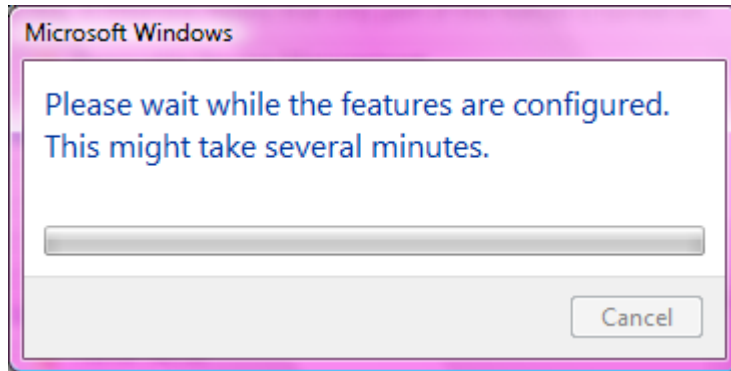 Microsoft Windows
Please wait while the features are configured.
This might take several minutes.
Cancel